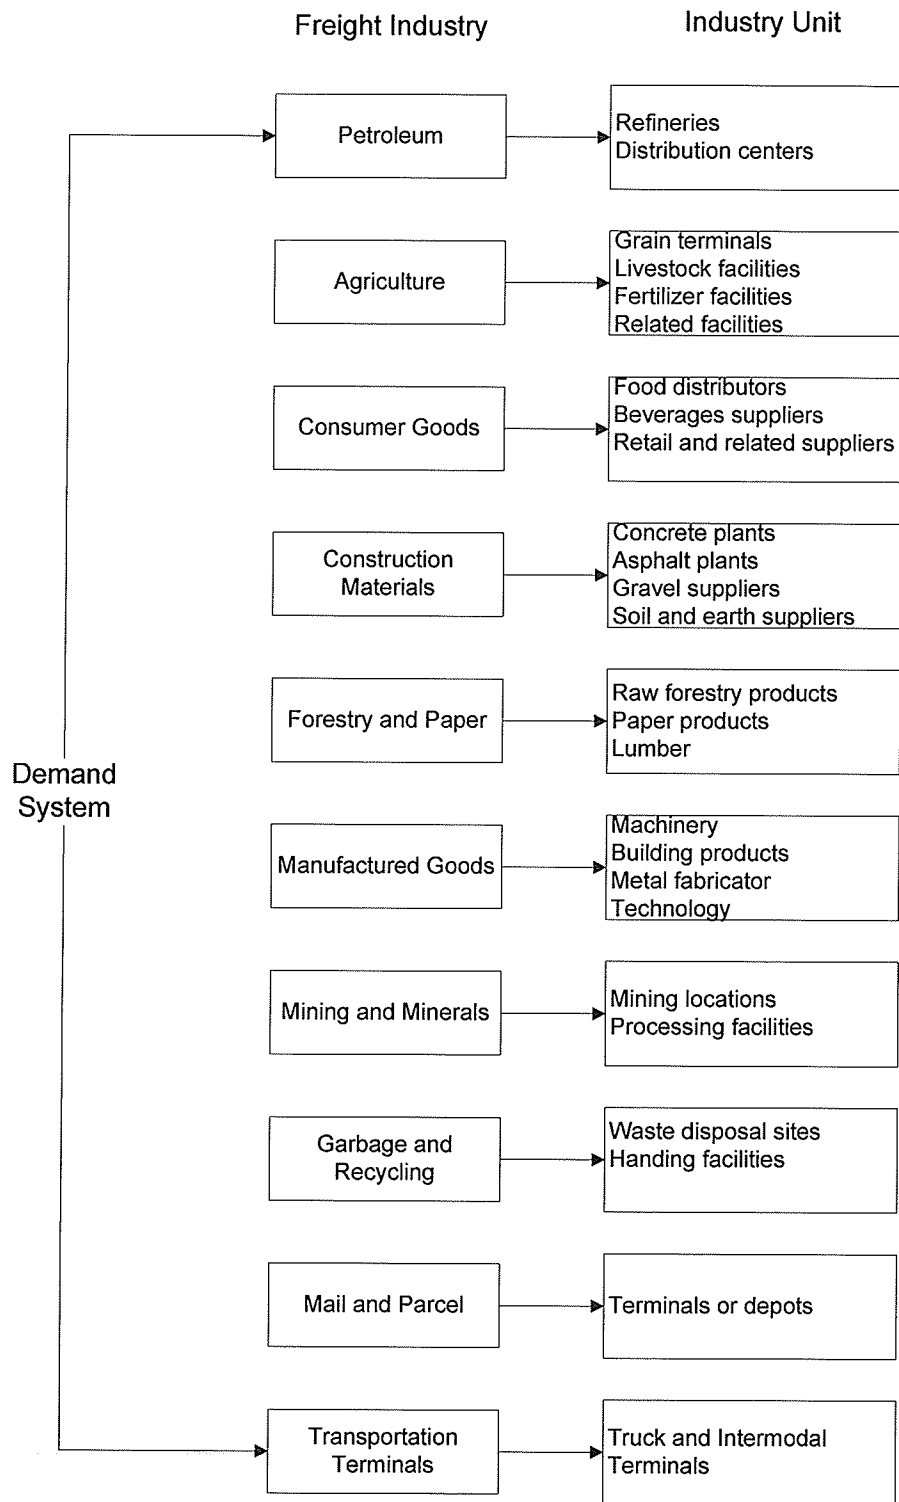 Freight Industry
Industry Unit
Petroleum
Refineries
Distribution centers
Agriculture
Grain terminals
Livestock facilities
Fertilizer facilities
Related facilities
Consumer Goods
Food distributors
Beverages suppliers
Retail and related suppliers
Construction
Materials
Concrete plants
Asphalt plants
Gravel suppliers
Soil and earth suppliers
Forestry and Paper
Raw forestry products
Paper products
Lumber
Demand
System
Manufactured Goods
Machinery
Building products
Metal fabricator
Technology
Mining and Minerals
Mining locations
Processing facilities
Garbage and
Recycling
Waste disposal sites
Handing facilities
Mail and Parcel
Terminals or depots
Transportation
Terminals
Truck and Intermodal
Terminals